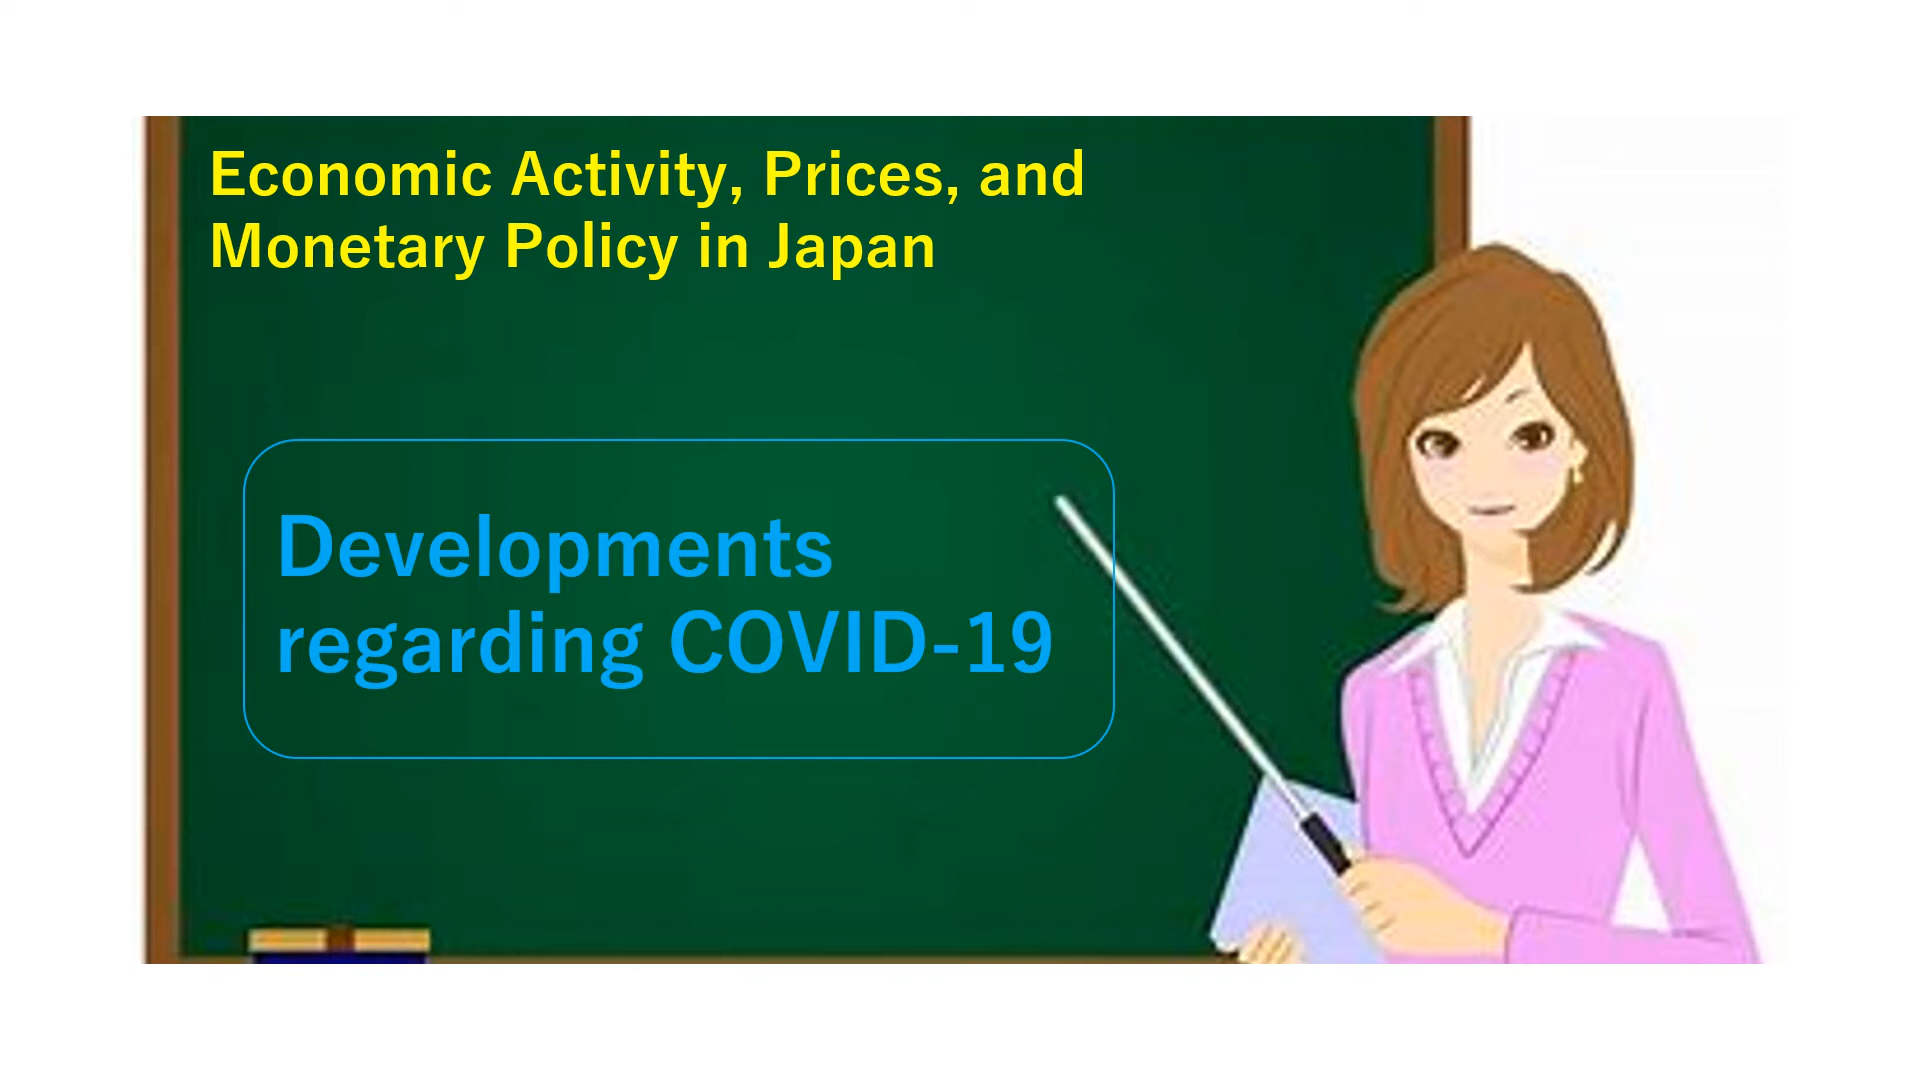 Economic Activity, Prices, and
Monetary Policy in Japan
Developments
regarding COVID-19